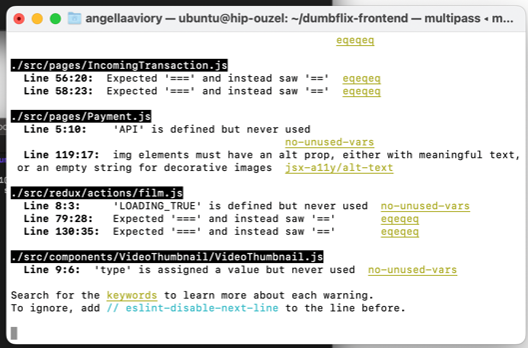 angellaaviory — ubuntu@hip-ouzel: ~/dumbflix-frontend — multipass ◂ m...
eqeqeq
./src/pages/IncomingTransaction.js
Line 56:20:  Expected '===' and instead saw '=='  eqeqeq
Line 58:23:  Expected '===' and instead saw '=='  eqeqeq
./src/pages/Payment.js
Line 5:10:    'API' is defined but never used
no-unused-vars
Line 119:17:  img elements must have an alt prop, either with meaningful text,
or an empty string for decorative images  jsx-a11y/alt-text
./src/redux/actions/film.js
Line 8:3:     'LOADING_TRUE' is defined but never used  no-unused-vars
Line 79:28:   Expected '===' and instead saw '=='       eqeqeq
Line 130:35:  Expected '===' and instead saw '=='       eqeqeq
./src/components/VideoThumbnail/VideoThumbnail.js
Line 9:6:  'type' is assigned a value but never used  no-unused-vars
Search for the keywords to learn more about each warning.
To ignore, add // eslint-disable-next-line to the line before.